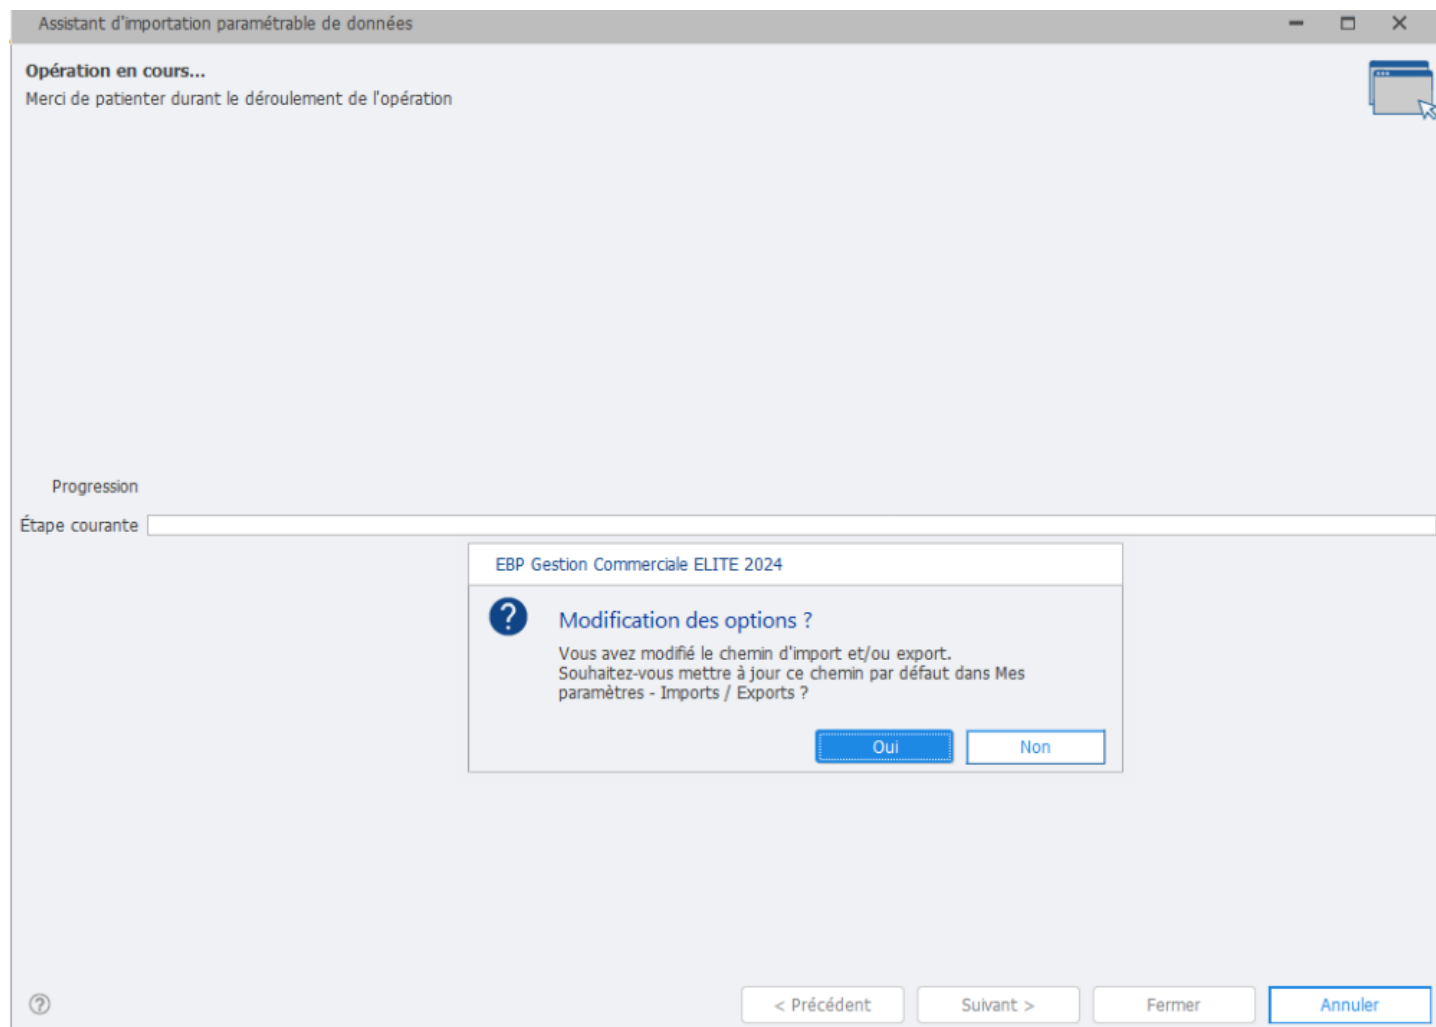 Assistant d'importation paramétrable de données
Opération en cours...
Merci de patienter durant le déroulement de l'opération
Progression
Étape courante
EBP Gestion Commerciale ELITE 2024
?
Modification des options ?
Vous avez modifié le chemin d'import et/ou export.
Souhaitez-vous mettre à jour ce chemin par défaut dans Mes
paramètres - Imports / Exports ?
Oui
Non
?
< Précédent
Suivant >
Fermer
Annuler